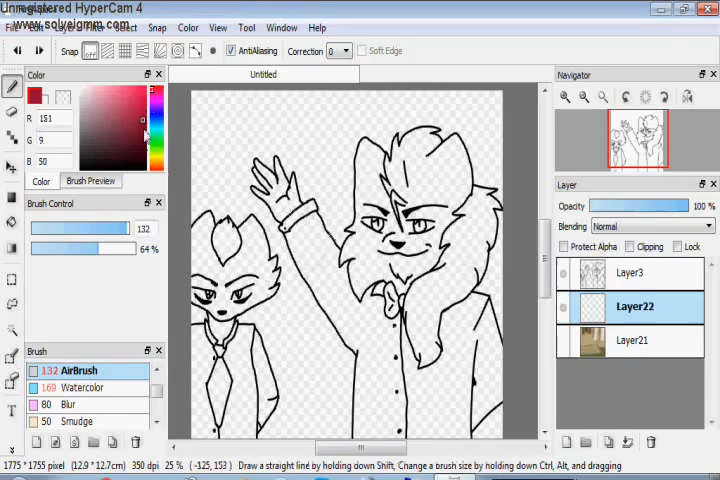 Unregistered HyperCam 4
www.solveigmm.com
File Edit Layer Filter Select Snap Color View Tool Window Help
Snap off AntiAliasing Correction 0 Soft Edge
Color
Untitled
Navigator
R 151
G 9
B 50
Color Brush Preview
Layer
Brush Control
Opacity 100 %
132
Blending Normal
64 %
Protect Alpha Clipping Lock
Layer3
Layer22
Layer21
Brush
132 AirBrush
169 Watercolor
80 Blur
50 Smudge
1775 * 1755 pixel (12.9 * 12.7cm) 350 dpi 25 % (-125, 153) Draw a straight line by holding down Shift, Change a brush size by holding down Ctrl, Alt, and dragging